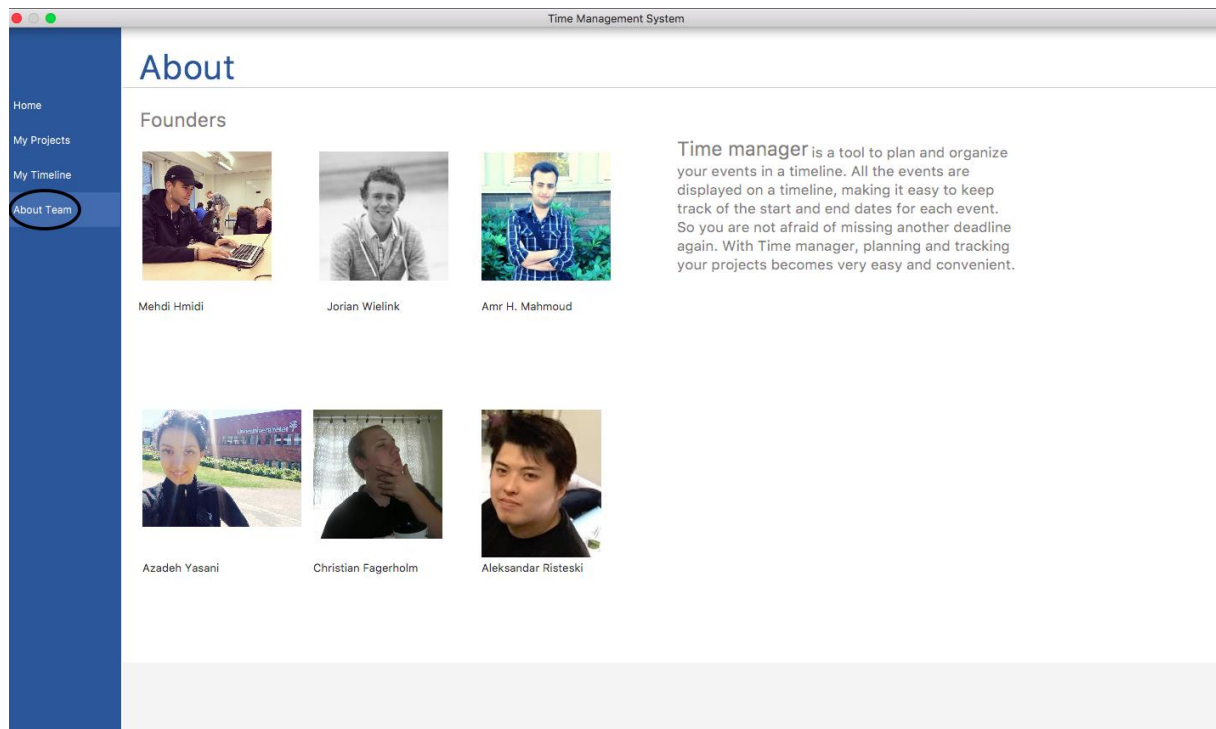 Time Management System
About
Home
My Projects
My Timeline
About Team
Founders
Mehdi Hmidi
Jorian Wielink
Amr H. Mahmoud
Azadeh Yasani
Christian Fagerholm
Aleksandar Risteski
Time manager is a tool to plan and organize
your events in a timeline. All the events are
displayed on a timeline, making it easy to keep
track of the start and end dates for each event.
So you are not afraid of missing another deadline
again. With Time manager, planning and tracking
your projects becomes very easy and convenient.